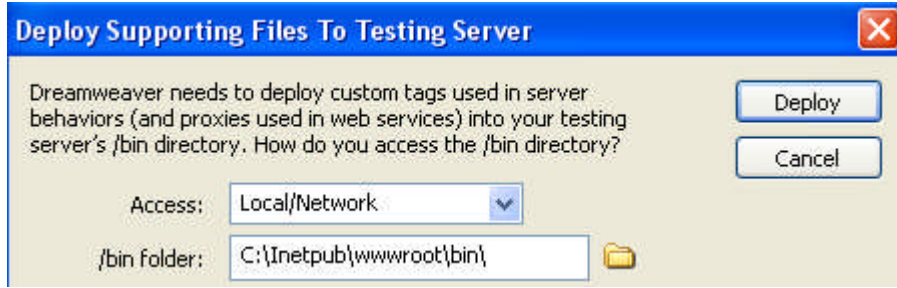 Deploy Supporting Files To Testing Server
Dreamweaver needs to deploy custom tags used in server
behaviors (and proxies used in web services) into your testing
server's /bin directory. How do you access the /bin directory?
Deploy
Cancel
Access: Local/Network
/bin folder: C:\Inetpub\wwwroot\bin\